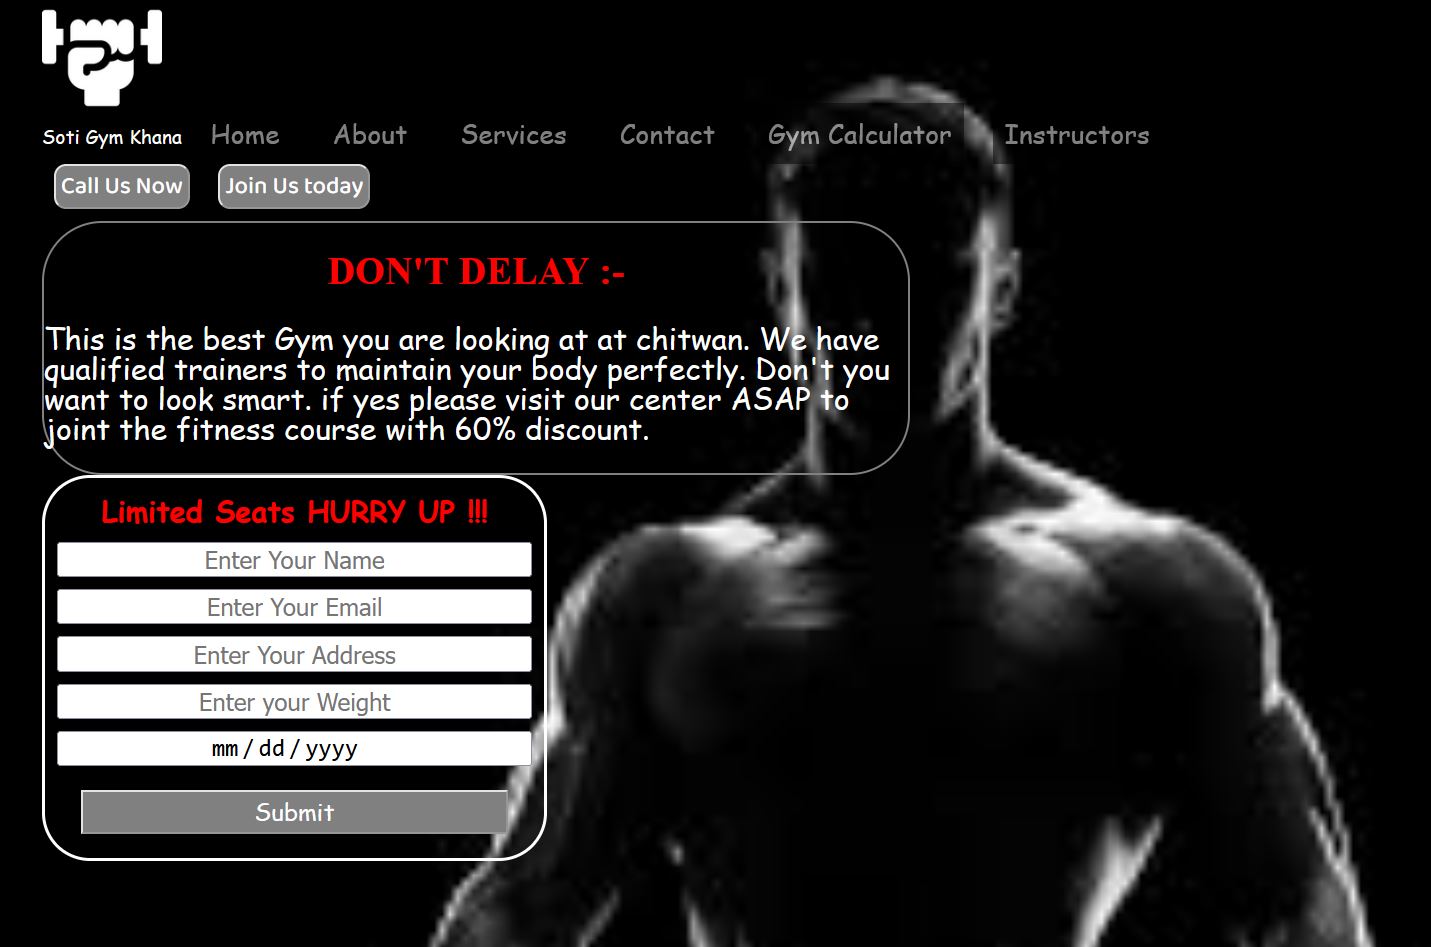 Soti Gym Khana Home About Services Contact Gym Calculator Instructors
Call Us Now Join Us today
DON'T DELAY :-
This is the best Gym you are looking at at chitwan. We have
qualified trainers to maintain your body perfectly. Don't you
want to look smart. if yes please visit our center ASAP to
joint the fitness course with 60% discount.
Limited Seats HURRY UP !!!
Enter Your Name
Enter Your Email
Enter Your Address
Enter your Weight
mm/dd/yyyy
Submit